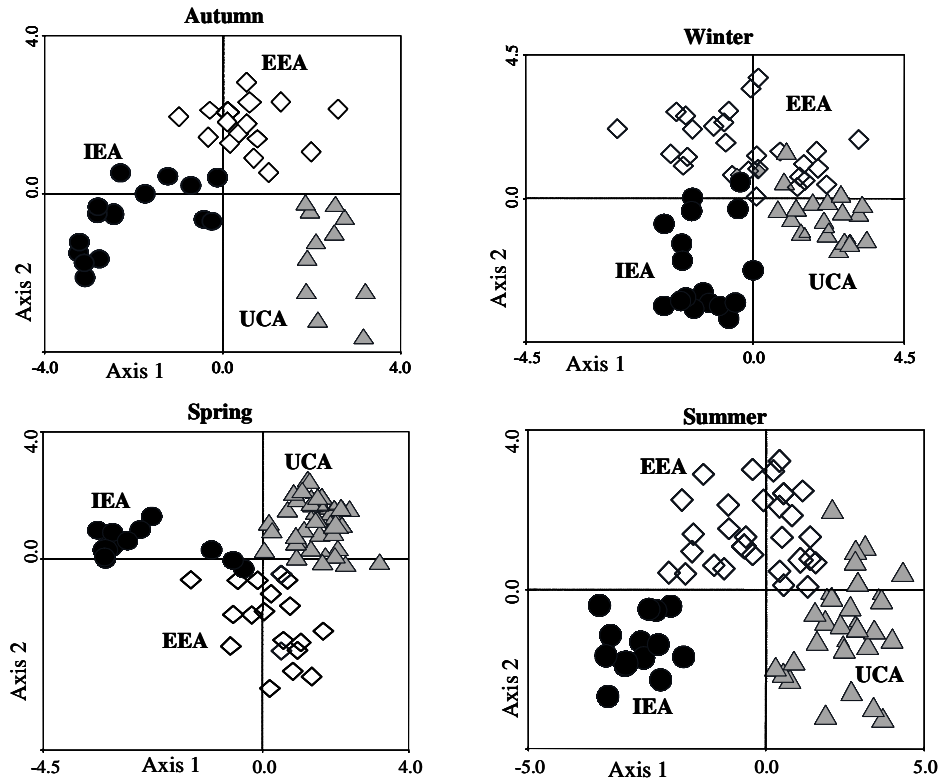 Autumn
4.0
EEA
IEA
0.0
Axis 2
UCA
-4.0
Axis 1
0.0
4.0
Winter
4.5
EEA
0.0
Axis 2
IEA
UCA
-4.5
Axis 1
0.0
4.5
Spring
4.0
UCA
IEA
0.0
EEA
Axis 2
-4.5
Axis 1
0.0
4.0
Summer
4.0
EEA
0.0
Axis 2
UCA
IEA
-5.0
Axis 1
0.0
5.0